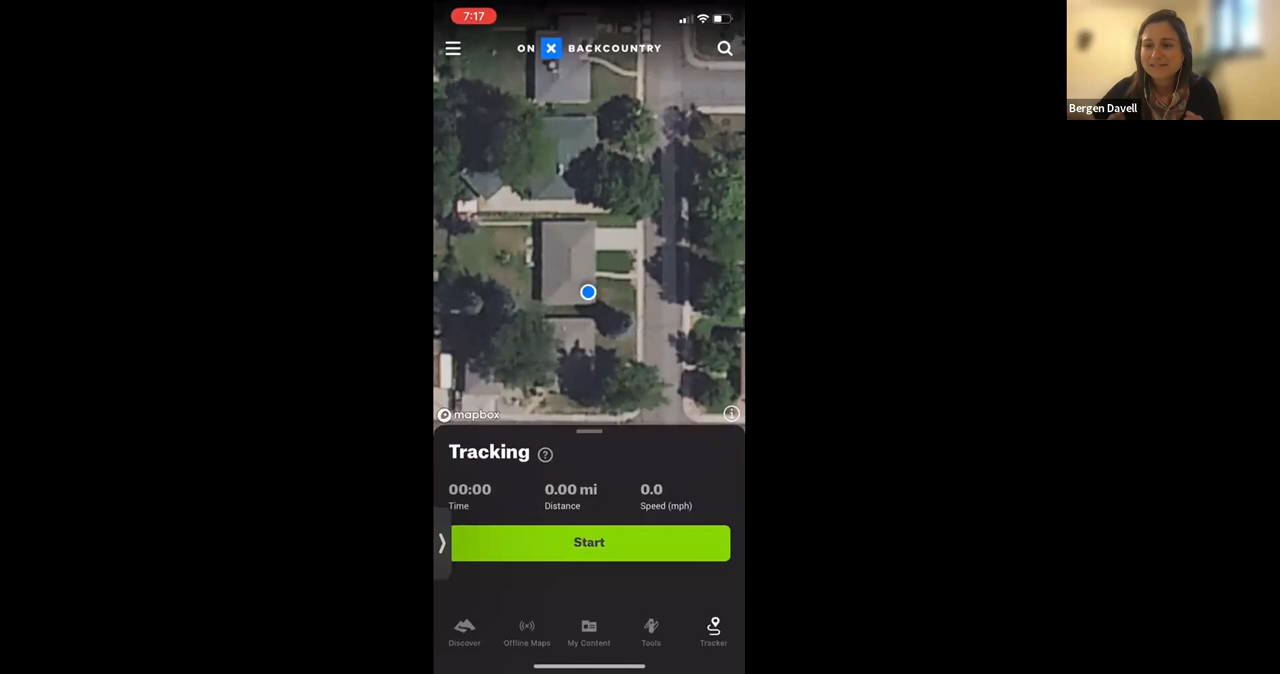 7:17
ON X BACKCOUNTRY
Bergen Davell
mapbox
Tracking ?
00:00 0.00 mi 0.0
Time Distance Speed (mph)
Start
Discover Offline Maps My Content Tools Tracker